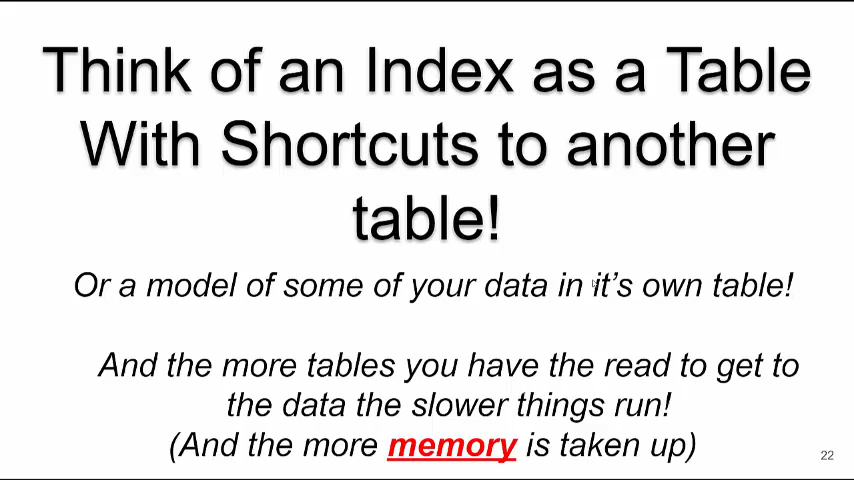 Think of an Index as a Table
With Shortcuts to another
table!
Or a model of some of your data in it’s own table!
And the more tables you have the read to get to
the data the slower things run!
(And the more memory is taken up)
22